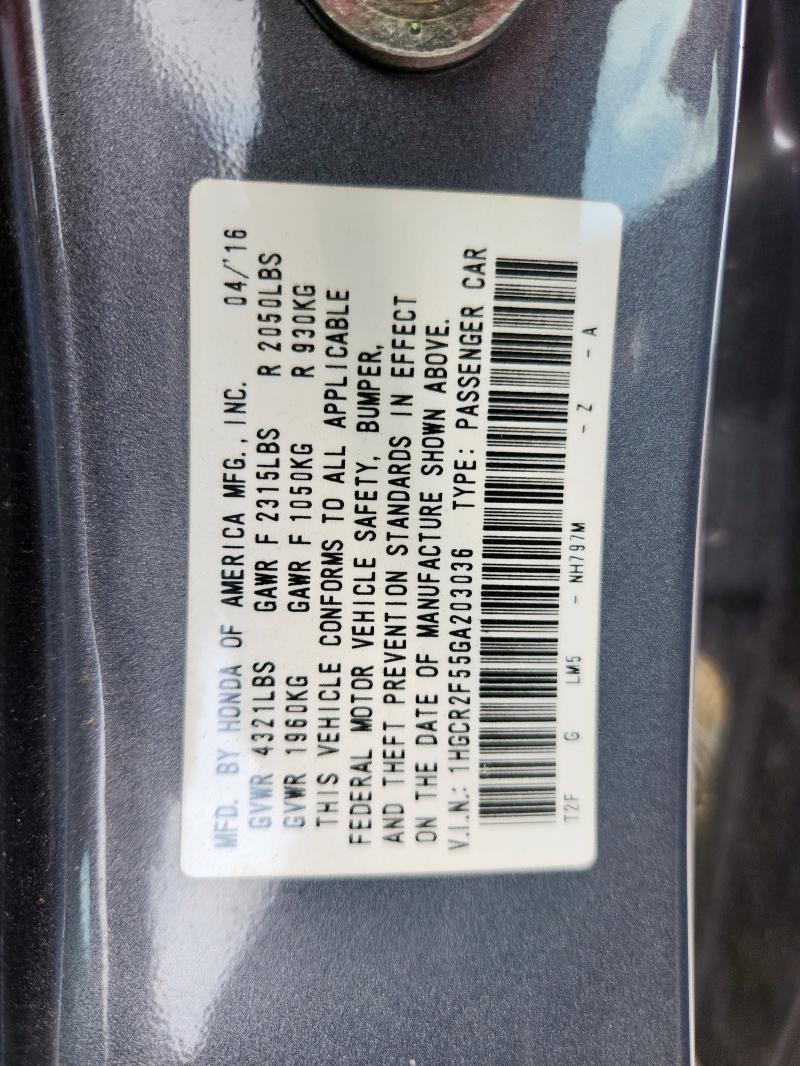 MFD. BY HONDA OF AMERICA MFG., INC. 04/'16
GVWR 4321LBS GAWR F 2315LBS R 2050LBS
GVWR 1960KG GAWR F 1050KG R 930KG
THIS VEHICLE CONFORMS TO ALL APPLICABLE
FEDERAL MOTOR VEHICLE SAFETY, BUMPER,
AND THEFT PREVENTION STANDARDS IN EFFECT
ON THE DATE OF MANUFACTURE SHOWN ABOVE.
V.I.N.: 1HGCR2F55GA203036 TYPE: PASSENGER CAR
T2F G LM5 - NH797M - Z - A